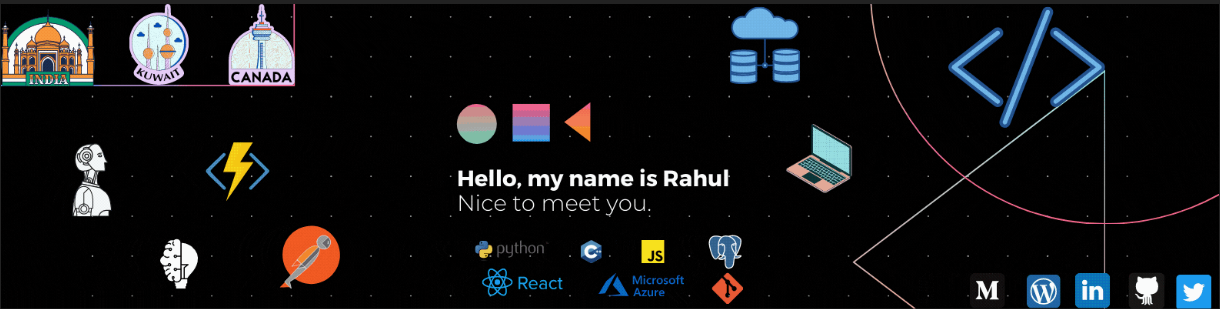 INDIA
KUWAIT
CANADA
Hello, my name is Rahul
Nice to meet you.
python
C++
JS
React
Microsoft
Azure
M
W
in